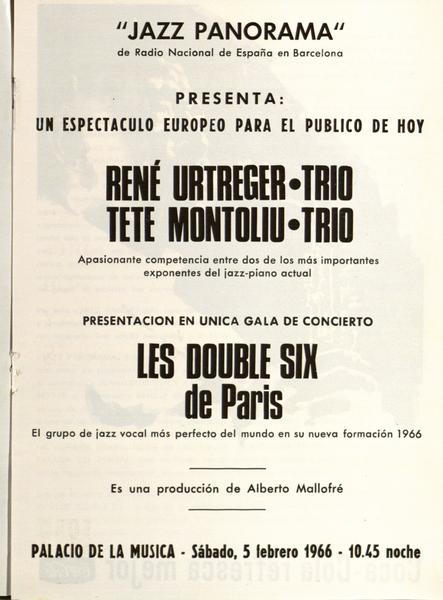 "JAZZ PANORAMA"
de Radio Nacional de España en Barcelona
PRESENTA:
UN ESPECTACULO EUROPEO PARA EL PUBLICO DE HOY
RENÉ URTREGER • TRIO
TETE MONTOLIU • TRIO
Apasionante competencia entre dos de los más importantes
exponentes del jazz-piano actual
PRESENTACION EN UNICA GALA DE CONCIERTO
LES DOUBLE SIX
de Paris
El grupo de jazz vocal más perfecto del mundo en su nueva formación 1966
Es una producción de Alberto Mallofré
PALACIO DE LA MUSICA - Sábado, 5 febrero 1966 - 10.45 noche
Coca-Cola refresca mejor